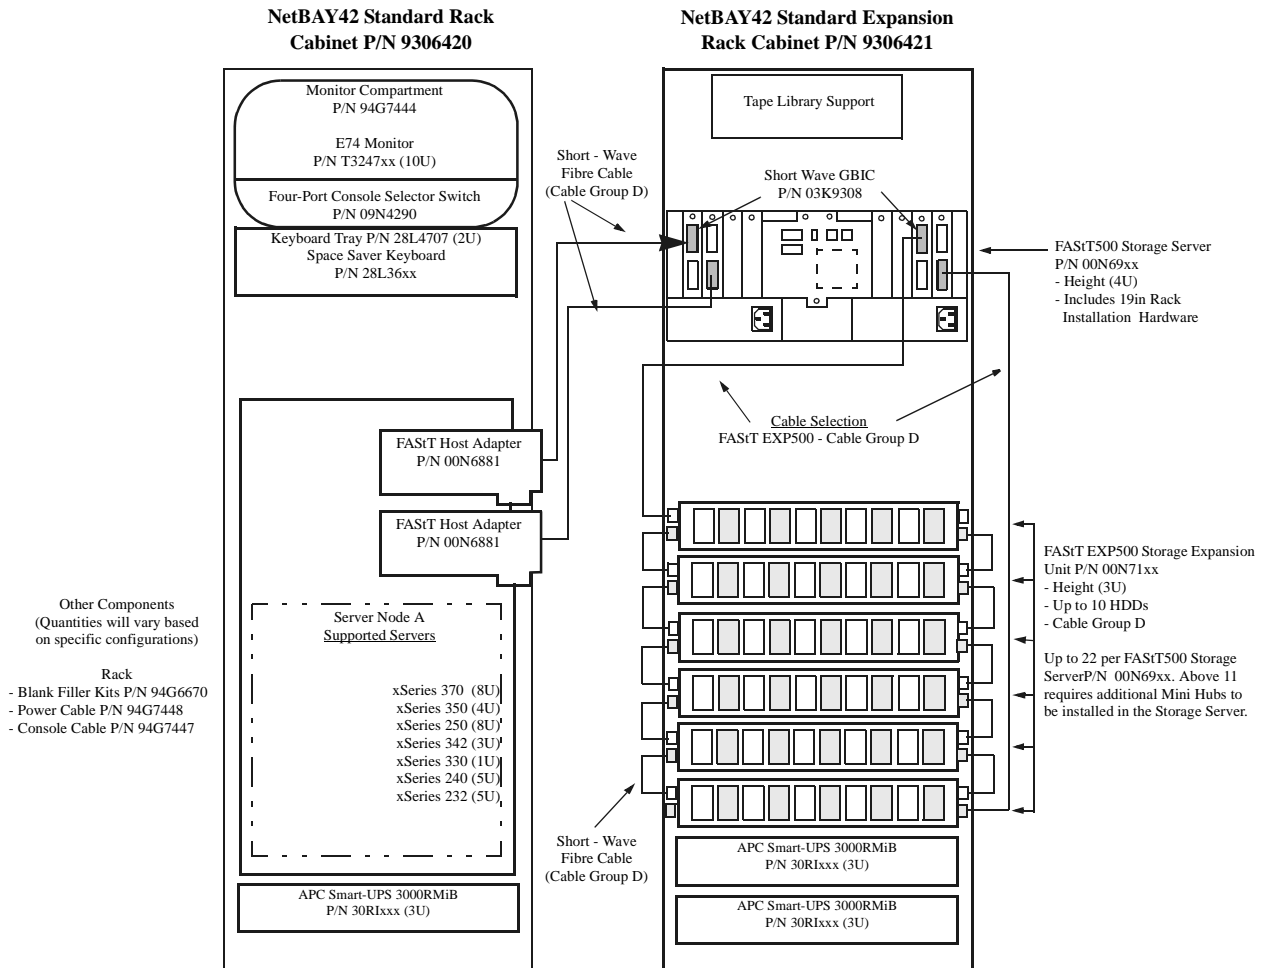 NetBAY42 Standard Rack
Cabinet P/N 9306420
NetBAY42 Standard Expansion
Rack Cabinet P/N 9306421
Monitor Compartment
P/N 94G7444
E74 Monitor
P/N T3247xx (10U)
Four-Port Console Selector Switch
P/N 09N4290
Keyboard Tray P/N 28L4707 (2U)
Space Saver Keyboard
P/N 28L36xx
Short - Wave
Fibre Cable
(Cable Group D)
Tape Library Support
Short Wave GBIC
P/N 03K9308
FAStT500 Storage Server
P/N 00N69xx
- Height (4U)
- Includes 19in Rack
Installation Hardware
Cable Selection
FAStT EXP500 - Cable Group D
FAStT Host Adapter
P/N 00N6881
FAStT Host Adapter
P/N 00N6881
FAStT EXP500 Storage Expansion
Unit P/N 00N71xx
- Height (3U)
- Up to 10 HDDs
- Cable Group D
Up to 22 per FAStT500 Storage
ServerP/N 00N69xx. Above 11
requires additional Mini Hubs to
be installed in the Storage Server.
Other Components
(Quantities will vary based
on specific configurations)
Rack
- Blank Filler Kits P/N 94G6670
- Power Cable P/N 94G7448
- Console Cable P/N 94G7447
Server Node A
Supported Servers
xSeries 370 (8U)
xSeries 350 (4U)
xSeries 250 (8U)
xSeries 342 (3U)
xSeries 330 (1U)
xSeries 240 (5U)
xSeries 232 (5U)
Short - Wave
Fibre Cable
(Cable Group D)
APC Smart-UPS 3000RMiB
P/N 30RIxxx (3U)
APC Smart-UPS 3000RMiB
P/N 30RIxxx (3U)
APC Smart-UPS 3000RMiB
P/N 30RIxxx (3U)